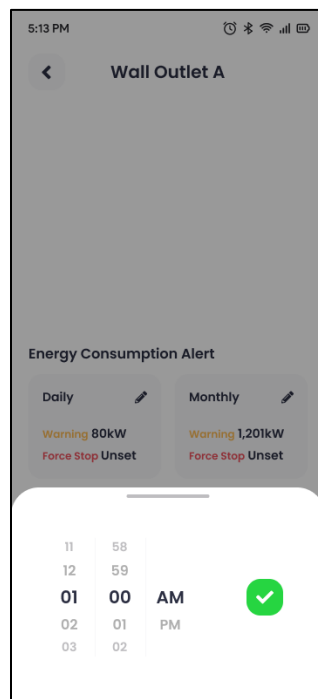 5:13 PM
Wall Outlet A
Energy Consumption Alert
Daily
Monthly
Warning 80kW
Warning 1,201kW
Force Stop Unset
Force Stop Unset
11 58
12 59
01 00 AM
02 01 PM
03 02